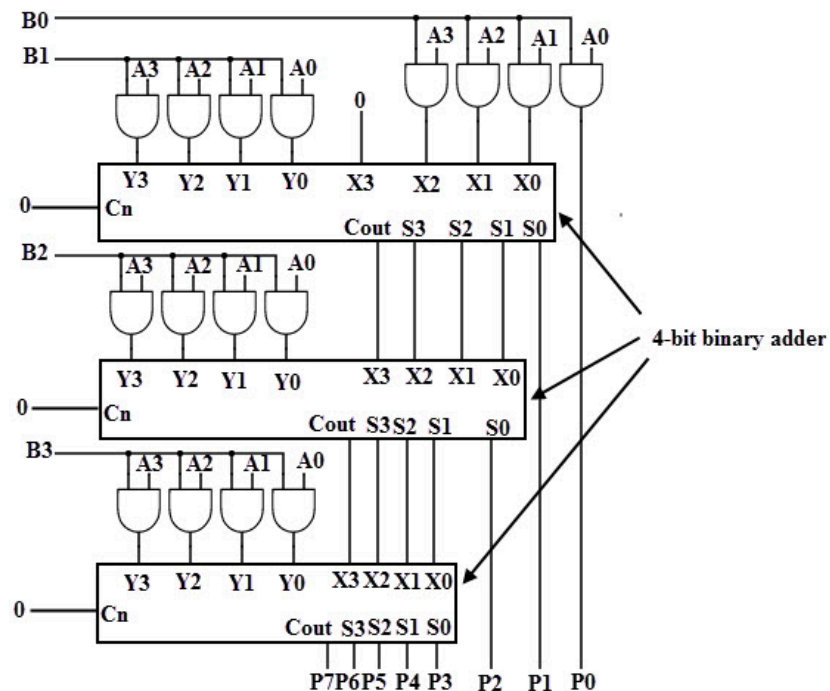 B0
A3 A2 A1 A0
B1
A3 A2 A1 A0
0
Y3 Y2 Y1 Y0 X3 X2 X1 X0
0 Cn
Cout S3 S2 S1 S0
B2
A3 A2 A1 A0
4-bit binary adder
Y3 Y2 Y1 Y0 X3 X2 X1 X0
0 Cn
Cout S3 S2 S1 S0
B3
A3 A2 A1 A0
Y3 Y2 Y1 Y0 X3 X2 X1 X0
0 Cn
Cout S3 S2 S1 S0
P7 P6 P5 P4 P3 P2 P1 P0